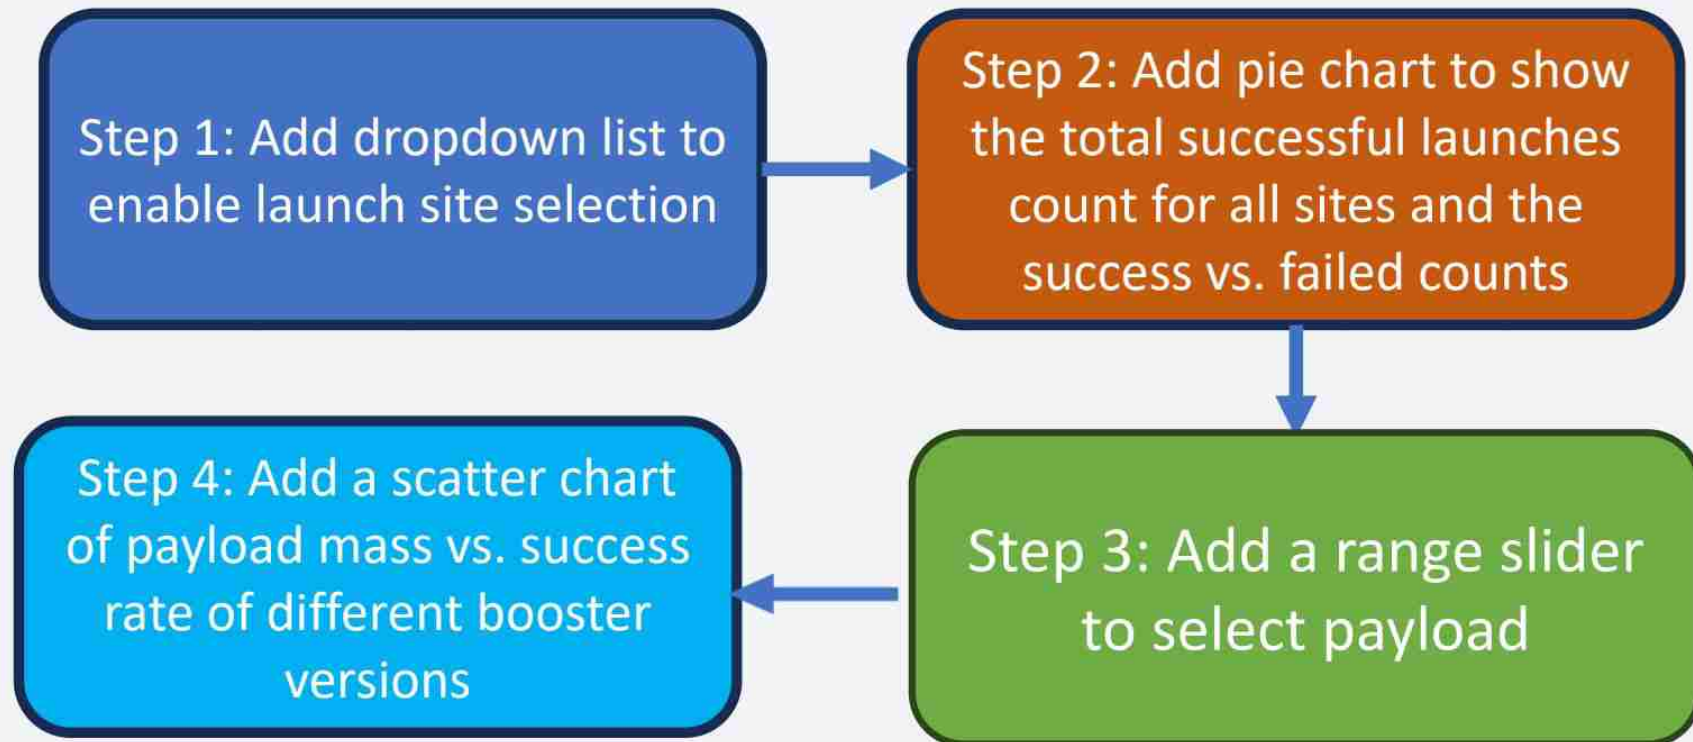 Step 1: Add dropdown list to
enable launch site selection
Step 2: Add pie chart to show
the total successful launches
count for all sites and the
success vs. failed counts
Step 3: Add a range slider
to select payload
Step 4: Add a scatter chart
of payload mass vs. success
rate of different booster
versions